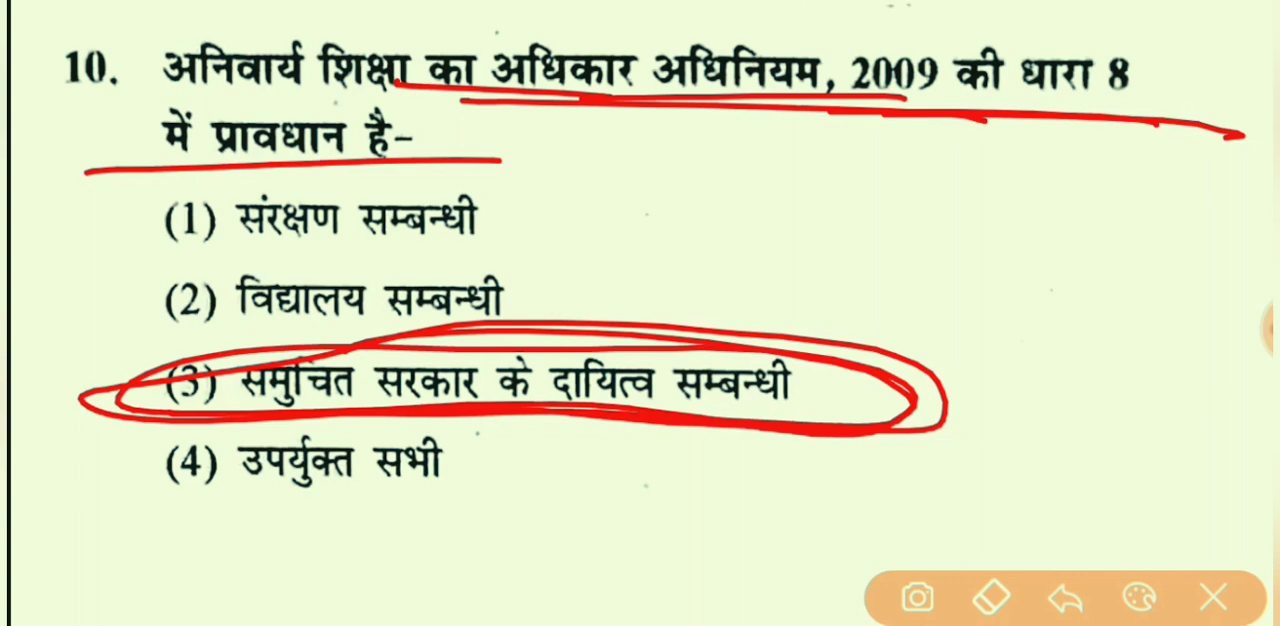 10. अनिवार्य शिक्षा का अधिकार अधिनियम, 2009 की धारा 8
में प्रावधान है-
(1) संरक्षण सम्बन्धी
(2) विद्यालय सम्बन्धी
(3) समुचित सरकार के दायित्व सम्बन्धी
(4) उपर्युक्त सभी